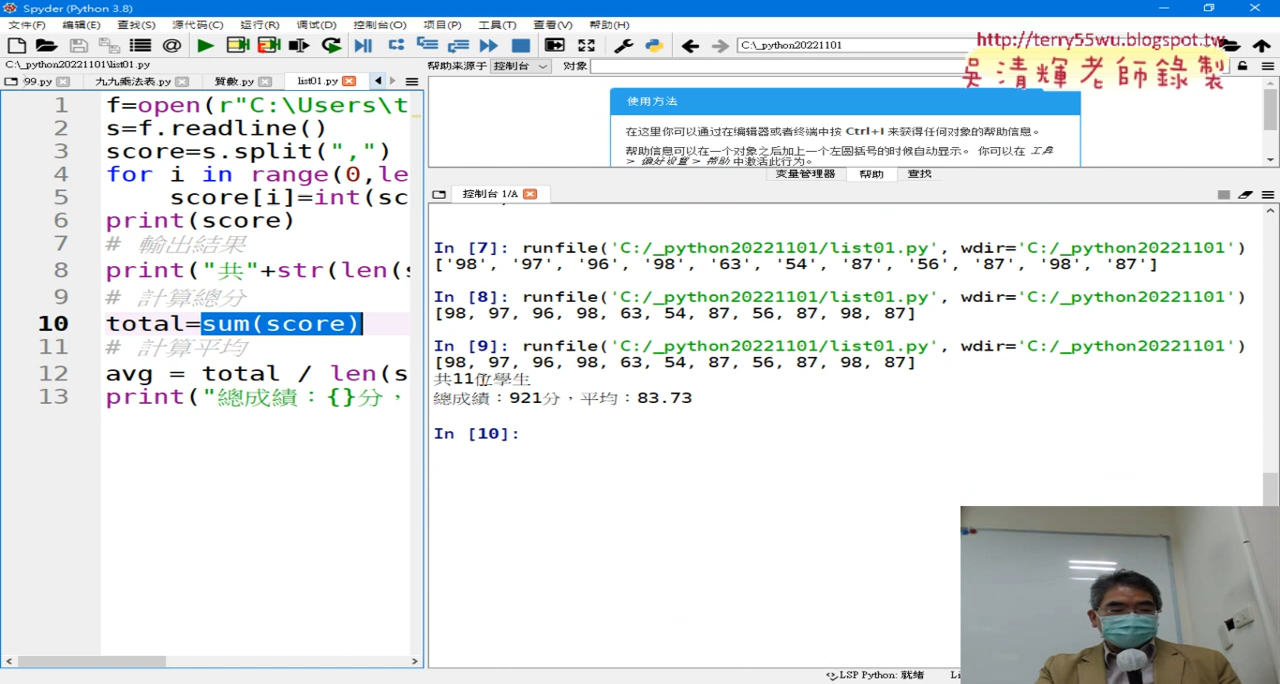 Spyder (Python 3.8)
文件(F) 编辑(E) 查找(S) 源代码(C) 运行(R) 调试(D) 控制台(O) 项目(P) 工具(T) 查看(V) 帮助(H)
C:\_python20221101
http://terry55wu.blogspot.tw
吳清輝老師錄製
C:\_python20221101\list01.py
帮助来源于 控制台 对象
99.py 九九乘法表.py 質數.py list01.py
使用方法
在这里你可以通过在编辑器或者终端中按 Ctrl+I 来获得任何对象的帮助信息。
帮助信息可以在一个对象之后加上一个左圆括号的时候自动显示。 你可以在 工具
> 偏好设置 > 帮助 中激活此行为。
变量管理器 帮助 查找
控制台 1/A
1 f=open(r"C:\Users\t
2 s=f.readline()
3 score=s.split(",")
4 for i in range(0,le
5 score[i]=int(sc
6 print(score)
7 # 輸出結果
8 print("共"+str(len(s
9 # 計算總分
10 total=sum(score)
11 # 計算平均
12 avg = total / len(s
13 print("總成績：{}分，
In [7]: runfile('C:/_python20221101/list01.py', wdir='C:/_python20221101')
['98', '97', '96', '98', '63', '54', '87', '56', '87', '98', '87']
In [8]: runfile('C:/_python20221101/list01.py', wdir='C:/_python20221101')
[98, 97, 96, 98, 63, 54, 87, 56, 87, 98, 87]
In [9]: runfile('C:/_python20221101/list01.py', wdir='C:/_python20221101')
[98, 97, 96, 98, 63, 54, 87, 56, 87, 98, 87]
共11位學生
總成績：921分，平均：83.73
In [10]:
LSP Python: 就绪 Li